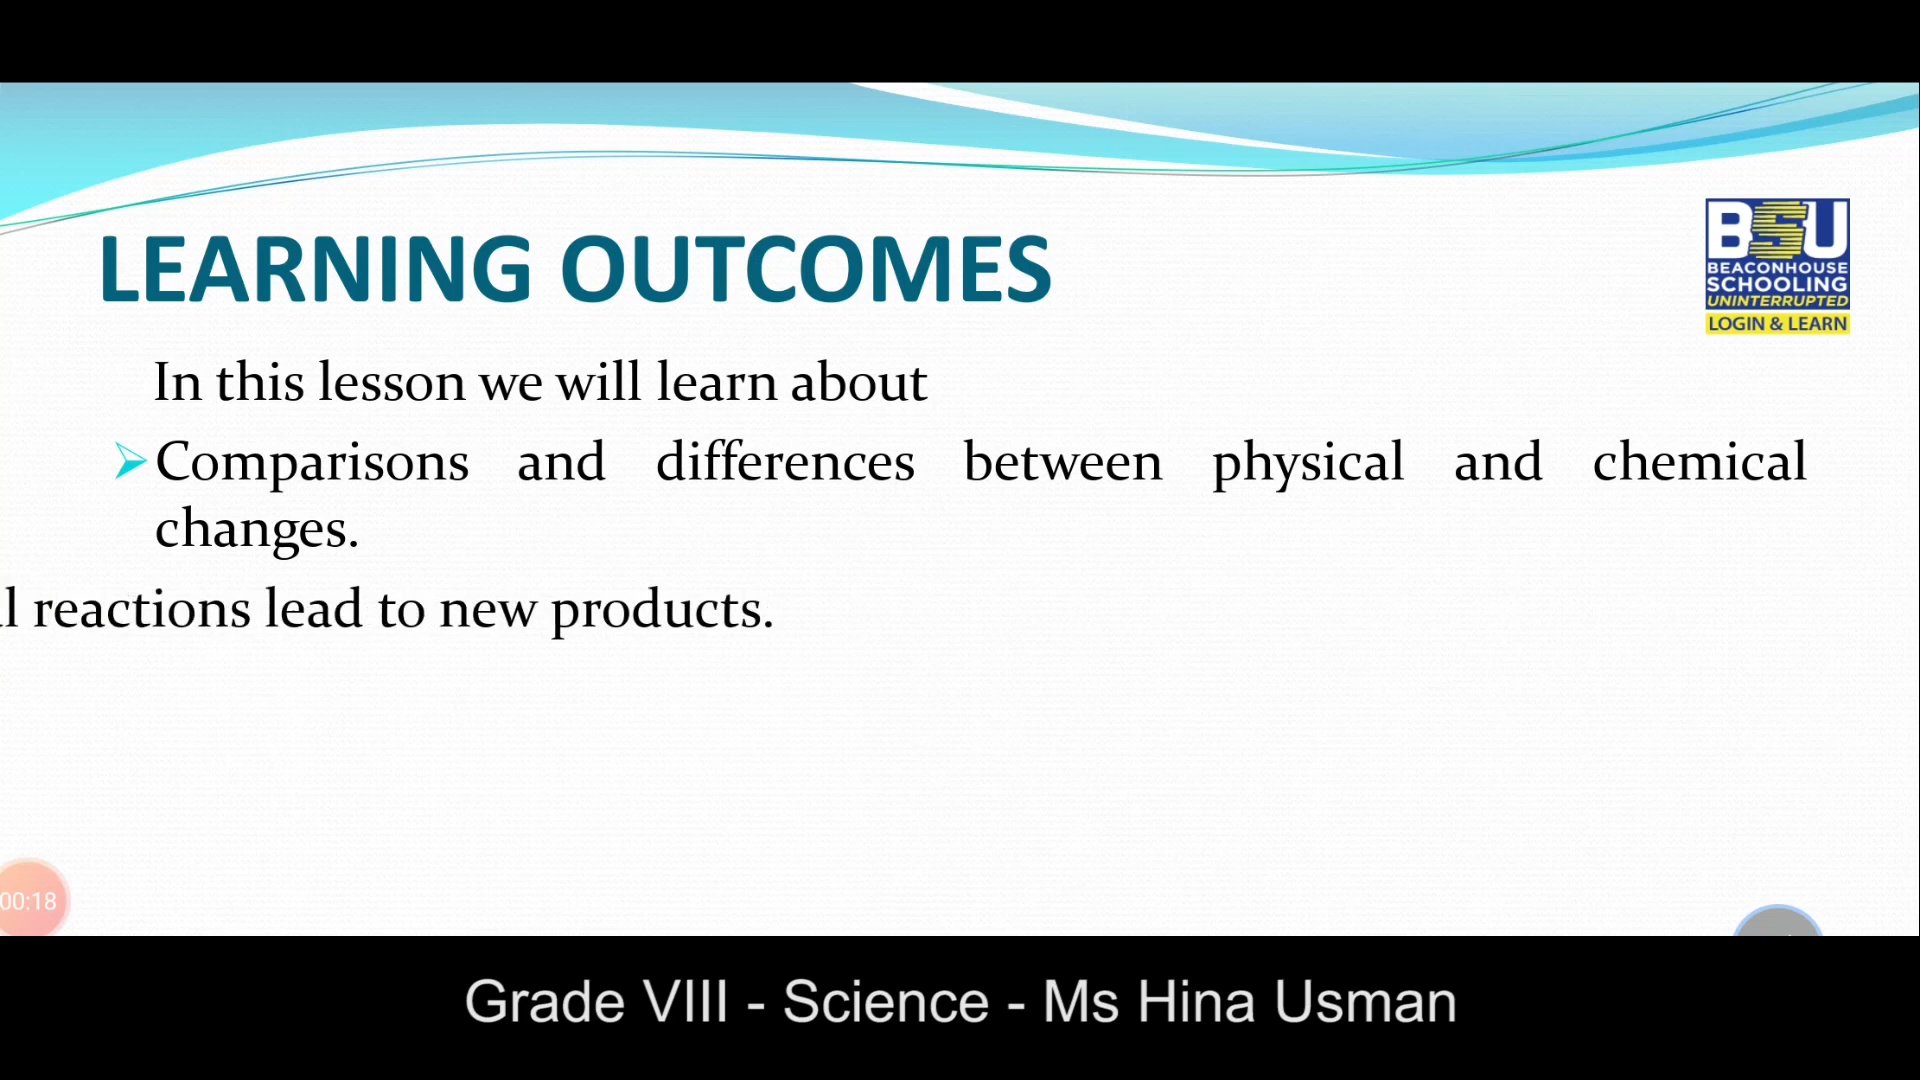 LEARNING OUTCOMES
BSU
BEACONHOUSE
SCHOOLING
UNINTERRUPTED
LOGIN & LEARN
In this lesson we will learn about
Comparisons and differences between physical and chemical
changes.
l reactions lead to new products.
00:18
Grade VIII - Science - Ms Hina Usman